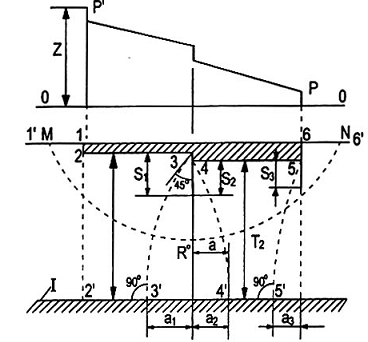 P'
Z
P
0 0
1' M 1 6 N 6'
2 3 4 5
S₁ S₂ S₃
45°
R° a T₂
I 2' 90° 3' 4' 90° 5'
a₁ a₂ a₃